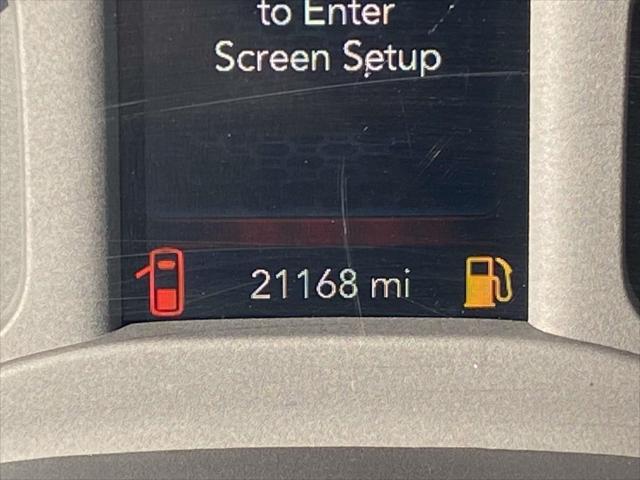 to Enter
Screen Setup
21168 mi